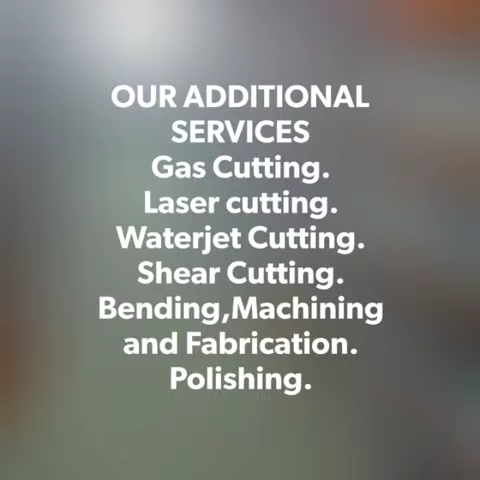 OUR ADDITIONAL
SERVICES
Gas Cutting.
Laser cutting.
Waterjet Cutting.
Shear Cutting.
Bending,Machining
and Fabrication.
Polishing.